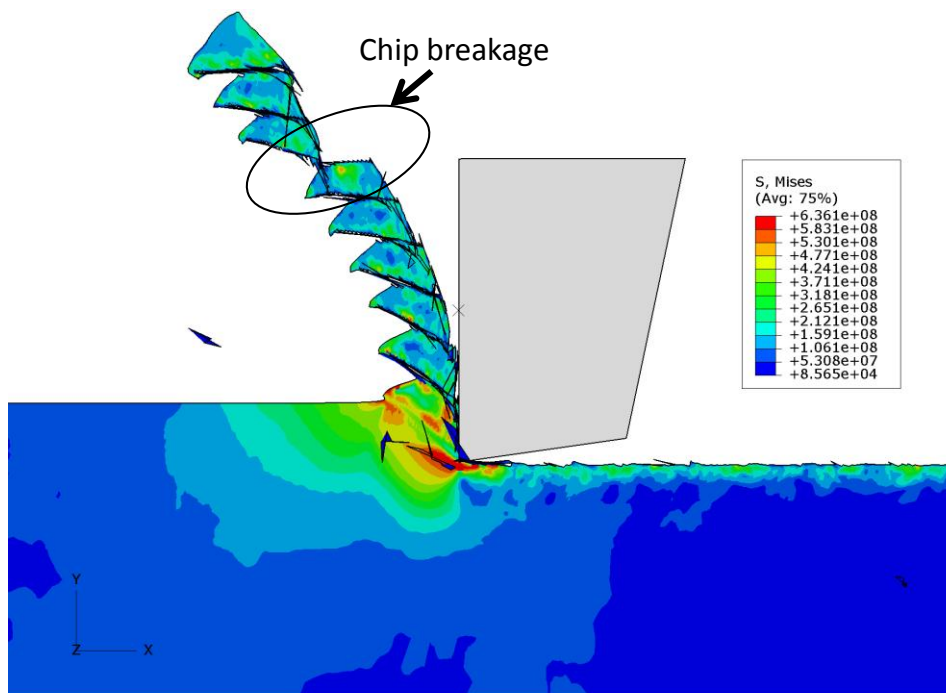 Chip breakage
S, Mises
(Avg: 75%)
+6.361e+08
+5.831e+08
+5.301e+08
+4.771e+08
+4.241e+08
+3.711e+08
+3.181e+08
+2.651e+08
+2.121e+08
+1.591e+08
+1.061e+08
+5.308e+07
+8.565e+04
Y
Z X